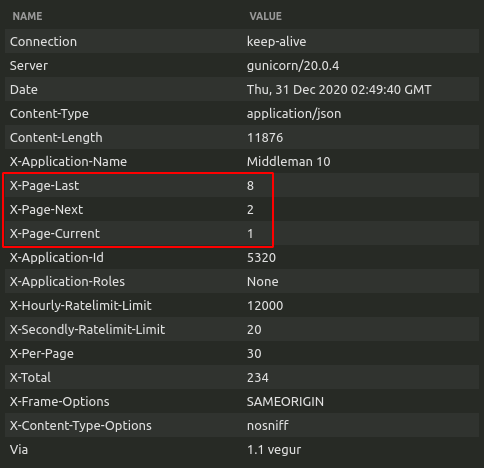 NAME VALUE
Connection keep-alive
Server gunicorn/20.0.4
Date Thu, 31 Dec 2020 02:49:40 GMT
Content-Type application/json
Content-Length 11876
X-Application-Name Middleman 10
X-Page-Last 8
X-Page-Next 2
X-Page-Current 1
X-Application-Id 5320
X-Application-Roles None
X-Hourly-Ratelimit-Limit 12000
X-Secondly-Ratelimit-Limit 20
X-Per-Page 30
X-Total 234
X-Frame-Options SAMEORIGIN
X-Content-Type-Options nosniff
Via 1.1 vegur